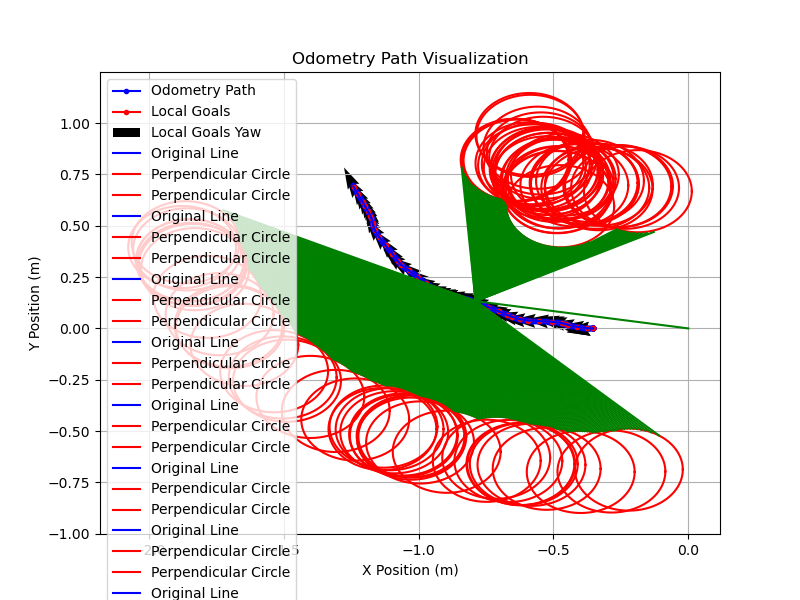 Odometry Path Visualization
Odometry Path
Local Goals
Local Goals Yaw
Original Line
Perpendicular Circle
Perpendicular Circle
Original Line
Perpendicular Circle
Perpendicular Circle
Original Line
Perpendicular Circle
Perpendicular Circle
Original Line
Perpendicular Circle
Perpendicular Circle
Original Line
Perpendicular Circle
Perpendicular Circle
Original Line
Perpendicular Circle
Perpendicular Circle
Original Line
Perpendicular Circle
Perpendicular Circle
Original Line
1.00
0.75
0.50
0.25
0.00
−0.25
−0.50
−0.75
−1.00
Y Position (m)
−1.0
−0.5
0.0
X Position (m)